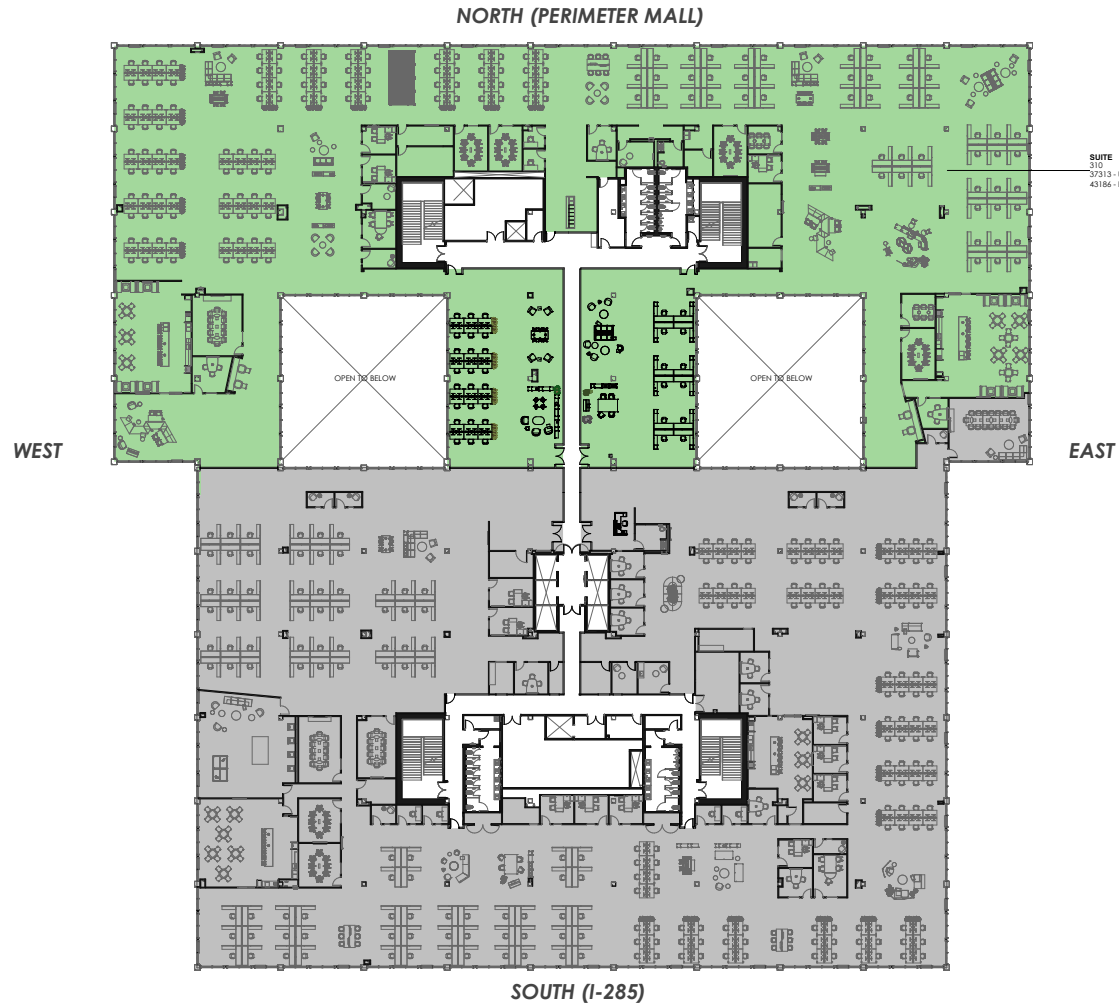 NORTH (PERIMETER MALL)
SUITE
310
37313 -
43186 -
OPEN TO BELOW
OPEN TO BELOW
WEST
EAST
SOUTH (I-285)